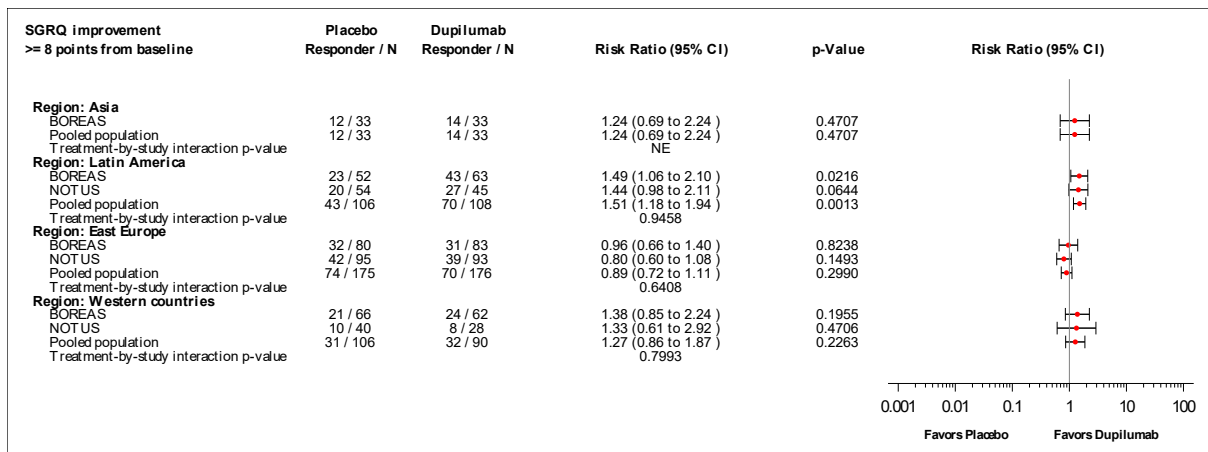 SGRQ improvement Placebo Dupilumab
>= 8 points from baseline Responder / N Responder / N Risk Ratio (95% CI) p-Value Risk Ratio (95% CI)
Region: Asia
BOREAS 12 / 33 14 / 33 1.24 (0.69 to 2.24 ) 0.4707
Pooled population 12 / 33 14 / 33 1.24 (0.69 to 2.24 ) 0.4707
Treatment-by-study interaction p-value NE
Region: Latin America
BOREAS 23 / 52 43 / 63 1.49 (1.06 to 2.10 ) 0.0216
NOTUS 20 / 54 27 / 45 1.44 (0.98 to 2.11 ) 0.0644
Pooled population 43 / 106 70 / 108 1.51 (1.18 to 1.94 ) 0.0013
Treatment-by-study interaction p-value 0.9458
Region: East Europe
BOREAS 32 / 80 31 / 83 0.96 (0.66 to 1.40 ) 0.8238
NOTUS 42 / 95 39 / 93 0.80 (0.60 to 1.08 ) 0.1493
Pooled population 74 / 175 70 / 176 0.89 (0.72 to 1.11 ) 0.2990
Treatment-by-study interaction p-value 0.6408
Region: Western countries
BOREAS 21 / 66 24 / 62 1.38 (0.85 to 2.24 ) 0.1955
NOTUS 10 / 40 8 / 28 1.33 (0.61 to 2.92 ) 0.4706
Pooled population 31 / 106 32 / 90 1.27 (0.86 to 1.87 ) 0.2263
Treatment-by-study interaction p-value 0.7993
0.001 0.01 0.1 1 10 100
Favors Placebo Favors Dupilumab